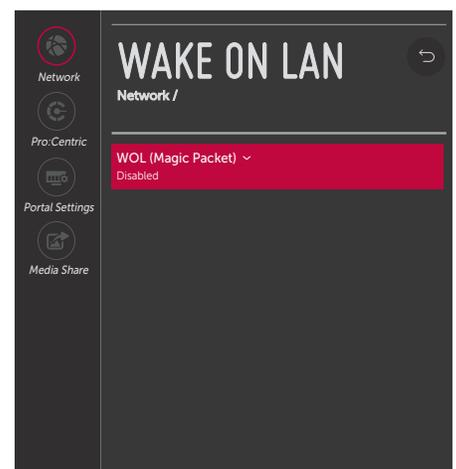 Network
Pro:Centric
Portal Settings
Media Share
WAKE ON LAN
Network /
WOL (Magic Packet)
Disabled